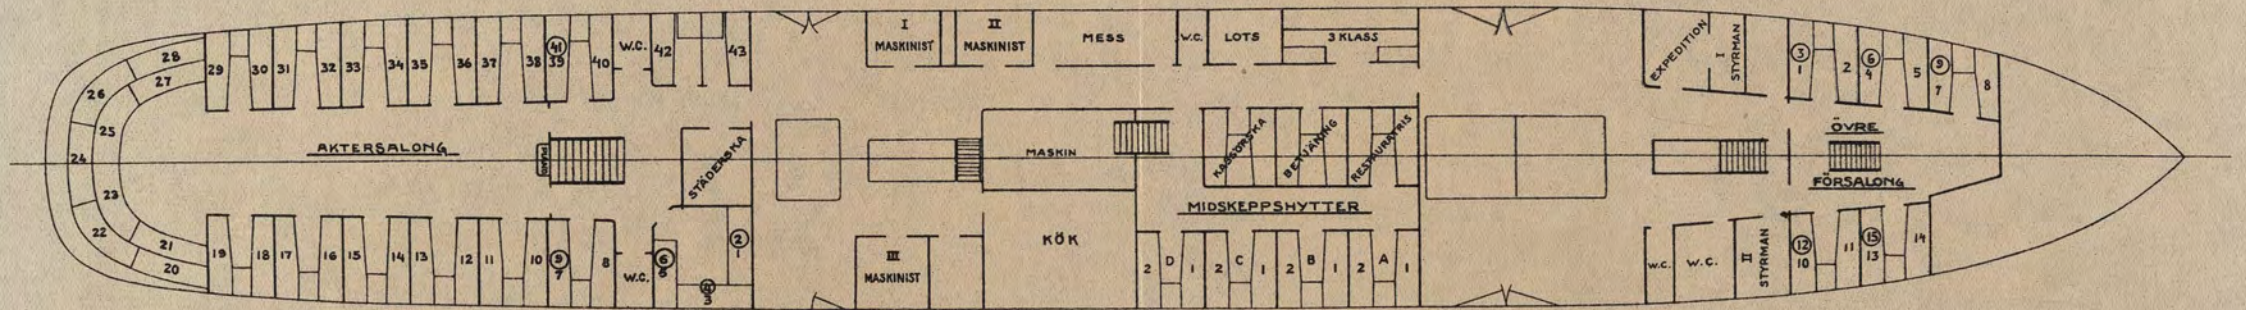 28
27
26
25
24
23
22
21
20
29
30
31
32
33
34
35
36
37
38
41
39
40
W.C.
42
43
AKTERSALONG
STÄDERSKA
19
18
17
16
15
14
13
12
11
10
9
7
8
W.C.
6
5
4
3
2
1
I
MASKINIST
II
MASKINIST
MESS
W.C.
LOTS
3 KLASS
MASKIN
KASSÖRSKA
BETJÄNING
RESTAURATRIS
MIDSKEPPSHYTTER
III
MASKINIST
KÖK
2 D 1
2 C 1
2 B 1
2 A 1
EXPEDITION
I
STYRMAN
3
1
2
6
4
5
9
7
8
ÖVRE
FÖRSALONG
W.C.
W.C.
II
STYRMAN
12
10
11
15
13
14